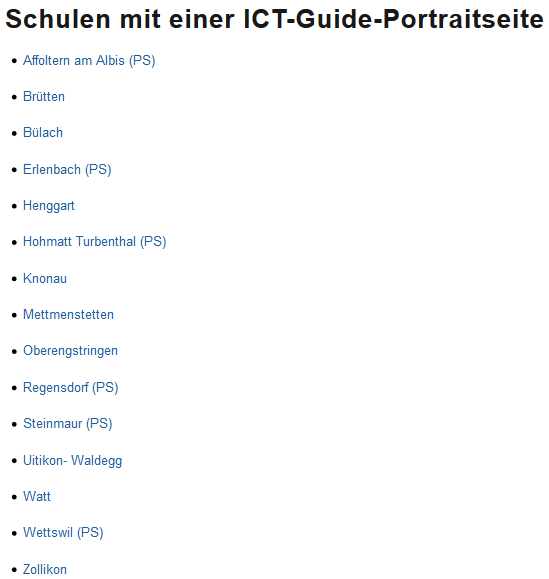 Schulen mit einer ICT-Guide-Portraitseite
• Affoltern am Albis (PS)
• Brütten
• Bülach
• Erlenbach (PS)
• Henggart
• Hohmatt Turbenthal (PS)
• Knonau
• Mettmenstetten
• Oberengstringen
• Regensdorf (PS)
• Steinmaur (PS)
• Uitikon- Waldegg
• Watt
• Wettswil (PS)
• Zollikon